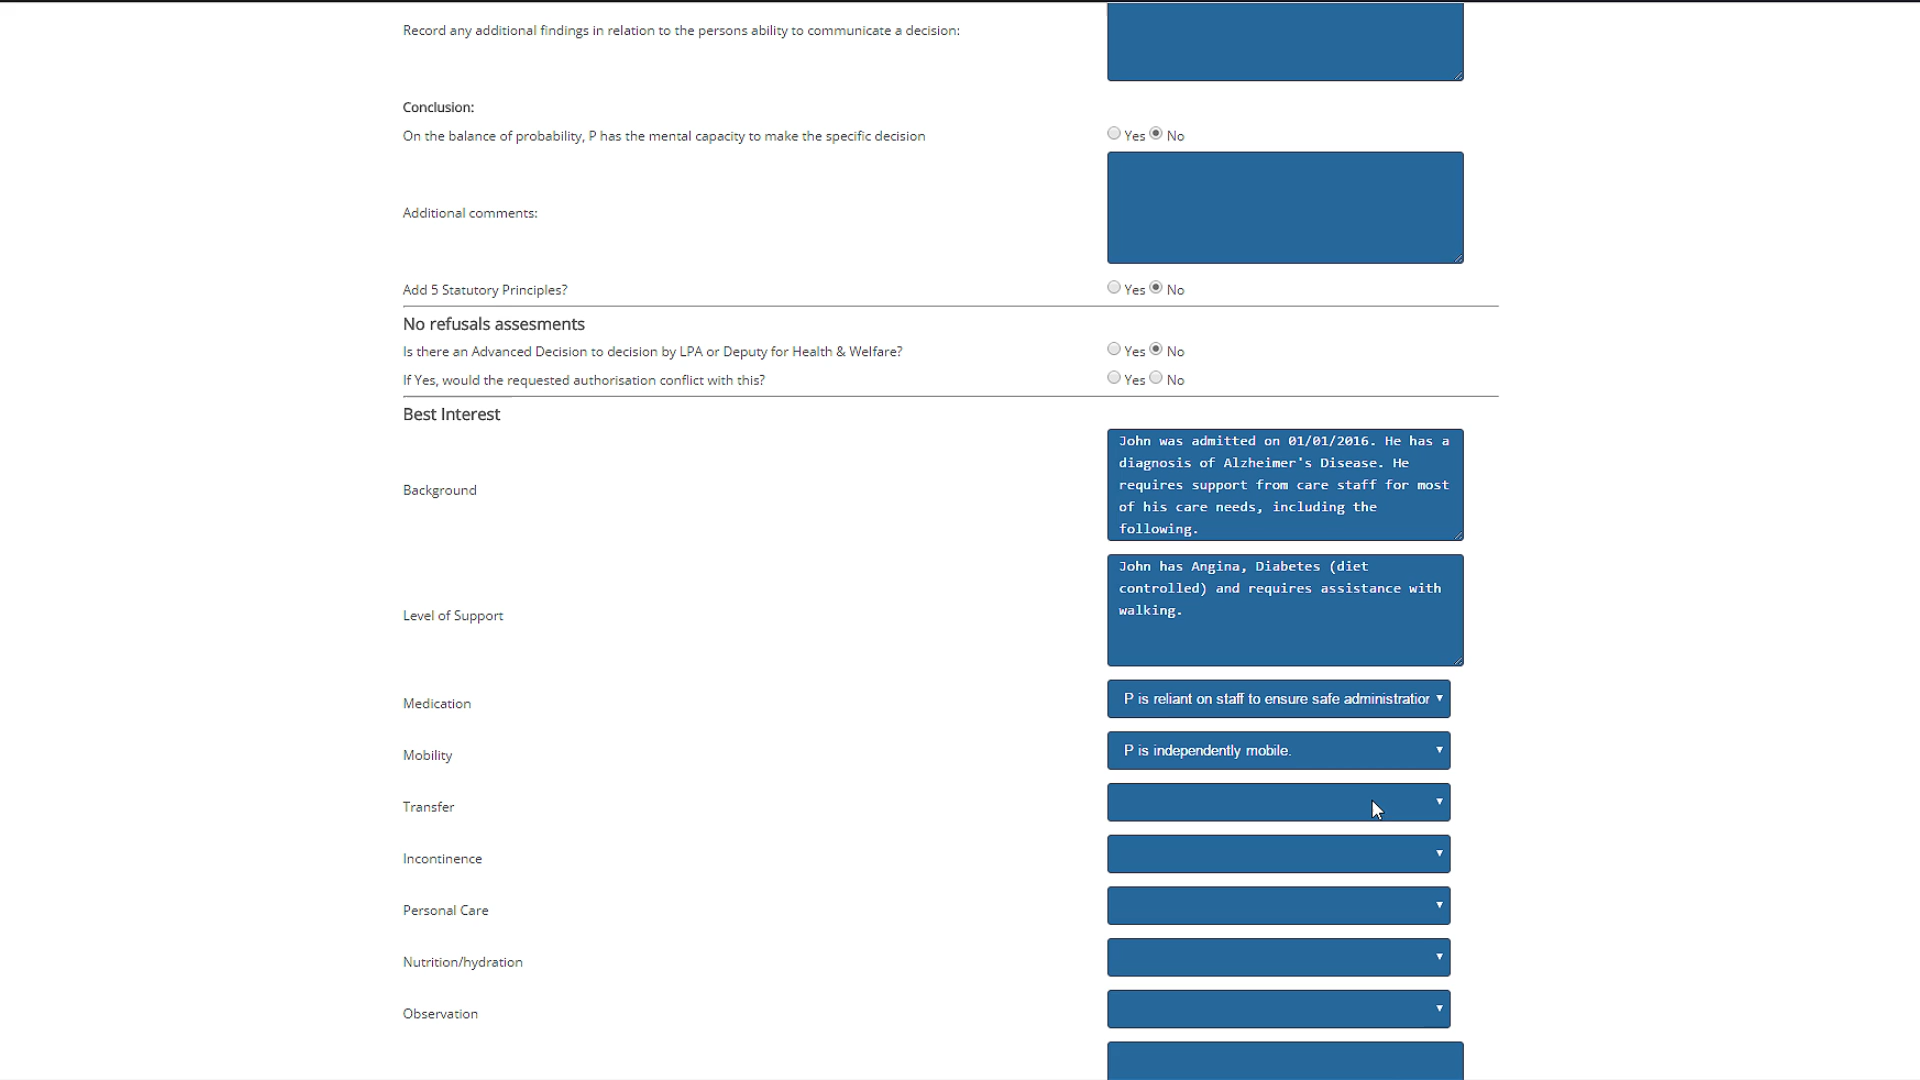 Record any additional findings in relation to the persons ability to communicate a decision:
Conclusion:
On the balance of probability, P has the mental capacity to make the specific decision
Yes No
Additional comments:
Add 5 Statutory Principles?
Yes No
No refusals assesments
Is there an Advanced Decision to decision by LPA or Deputy for Health & Welfare?
Yes No
If Yes, would the requested authorisation conflict with this?
Yes No
Best Interest
Background
John was admitted on 01/01/2016. He has a
diagnosis of Alzheimer's Disease. He
requires support from care staff for most
of his care needs, including the
following.
Level of Support
John has Angina, Diabetes (diet
controlled) and requires assistance with
walking.
Medication
P is reliant on staff to ensure safe
Mobility
P is independently mobile.
Transfer
Incontinence
Personal Care
Nutrition/hydration
Observation